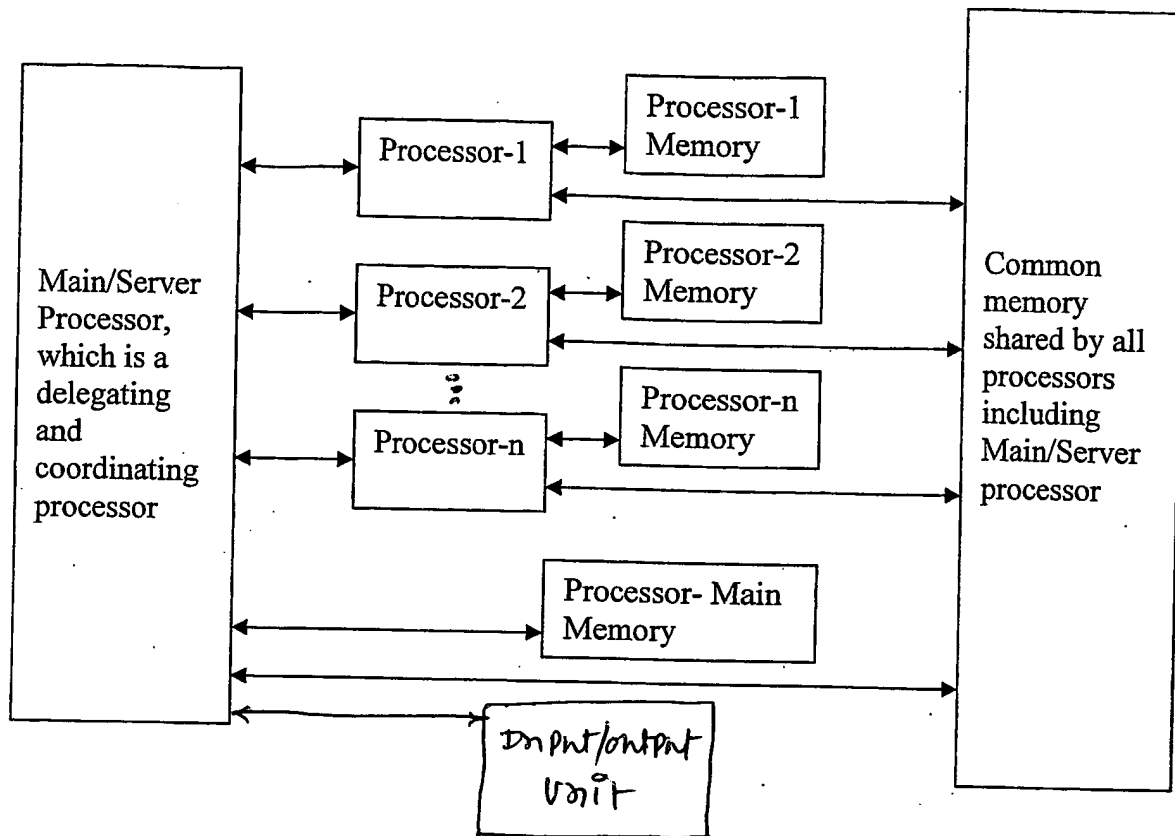 Main/Server
Processor,
which is a
delegating
and
coordinating
processor
Processor-1
Processor-1
Memory
Processor-2
Processor-2
Memory
Processor-n
Processor-n
Memory
Processor- Main
Memory
Input/output
Unit
Common
memory
shared by all
processors
including
Main/Server
processor